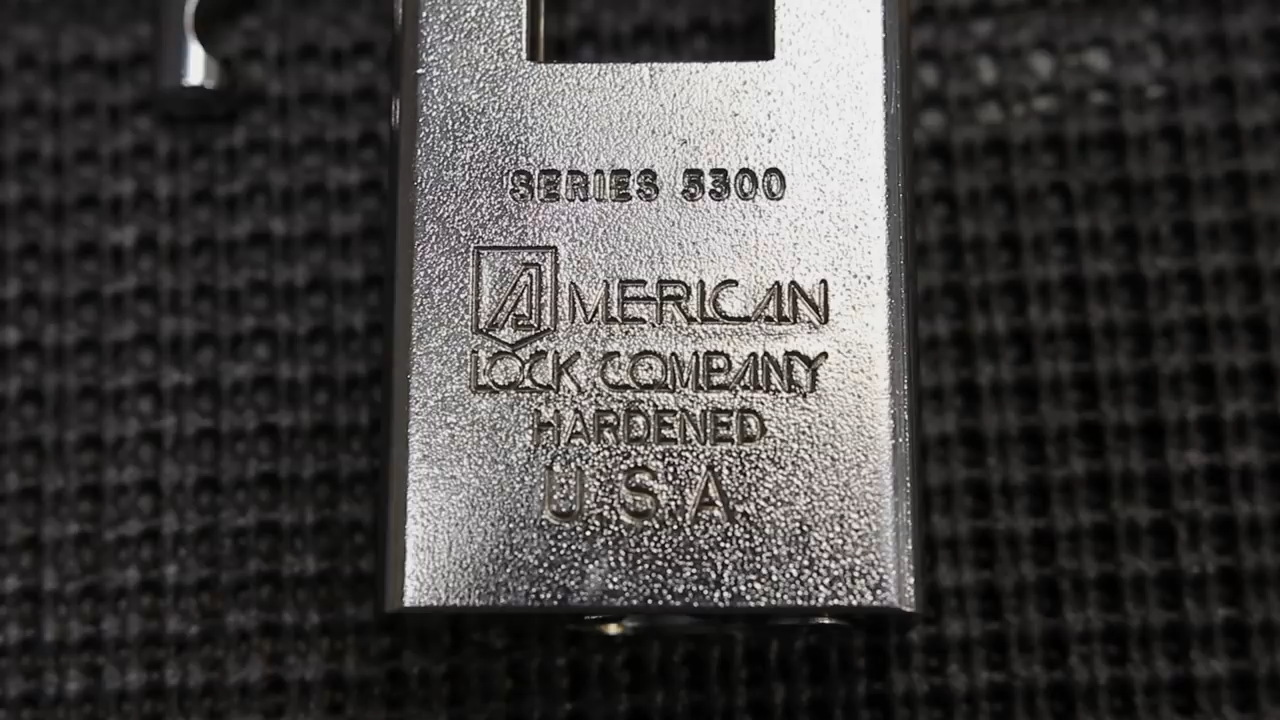 SERIES 5300
AMERICAN
LOCK COMPANY
HARDENED
U S A